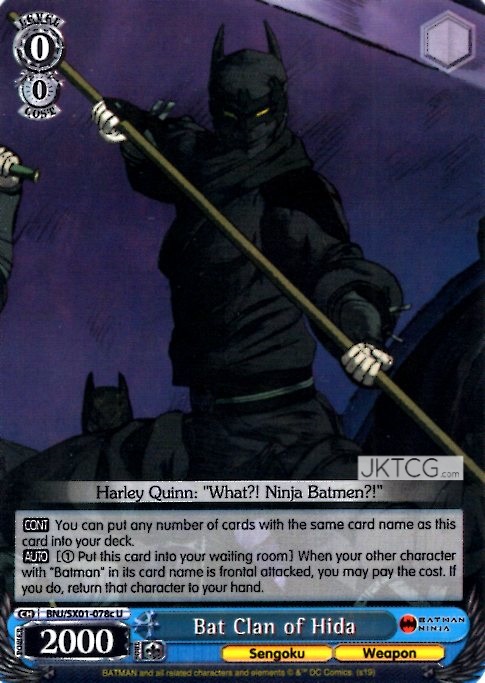 LEVEL
0
0
COST
JKTCG.com
Harley Quinn: "What?! Ninja Batmen?!"
CONT You can put any number of cards with the same card name as this
card into your deck.
AUTO [① Put this card into your waiting room] When your other character
with "Batman" in its card name is frontal attacked, you may pay the cost. If
you do, return that character to your hand.
CH BNJ/SX01-078c U
POWER 2000
SOUL
Bat Clan of Hida
BATMAN
NINJA
Sengoku Weapon
BATMAN and all related characters and elements © & ™ DC Comics. (s19)